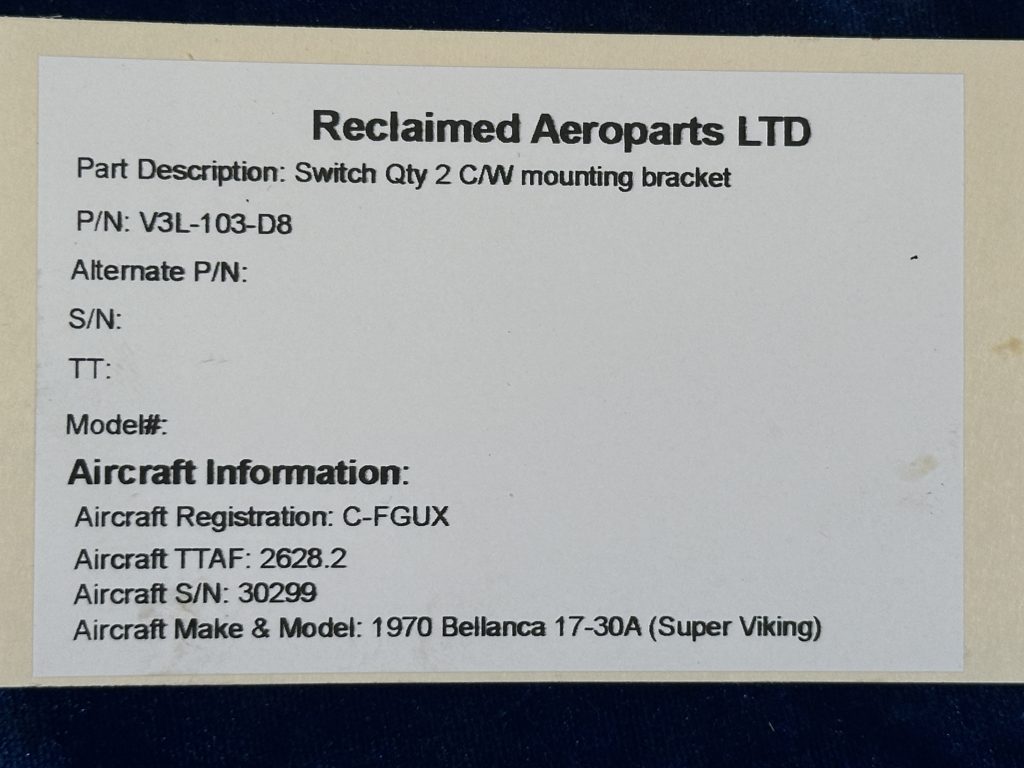 Reclaimed Aeroparts LTD
Part Description: Switch Qty 2 C/W mounting bracket
P/N: V3L-103-D8
Alternate P/N:
S/N:
TT:
Model#:
Aircraft Information:
Aircraft Registration: C-FGUX
Aircraft TTAF: 2628.2
Aircraft S/N: 30299
Aircraft Make & Model: 1970 Bellanca 17-30A (Super Viking)